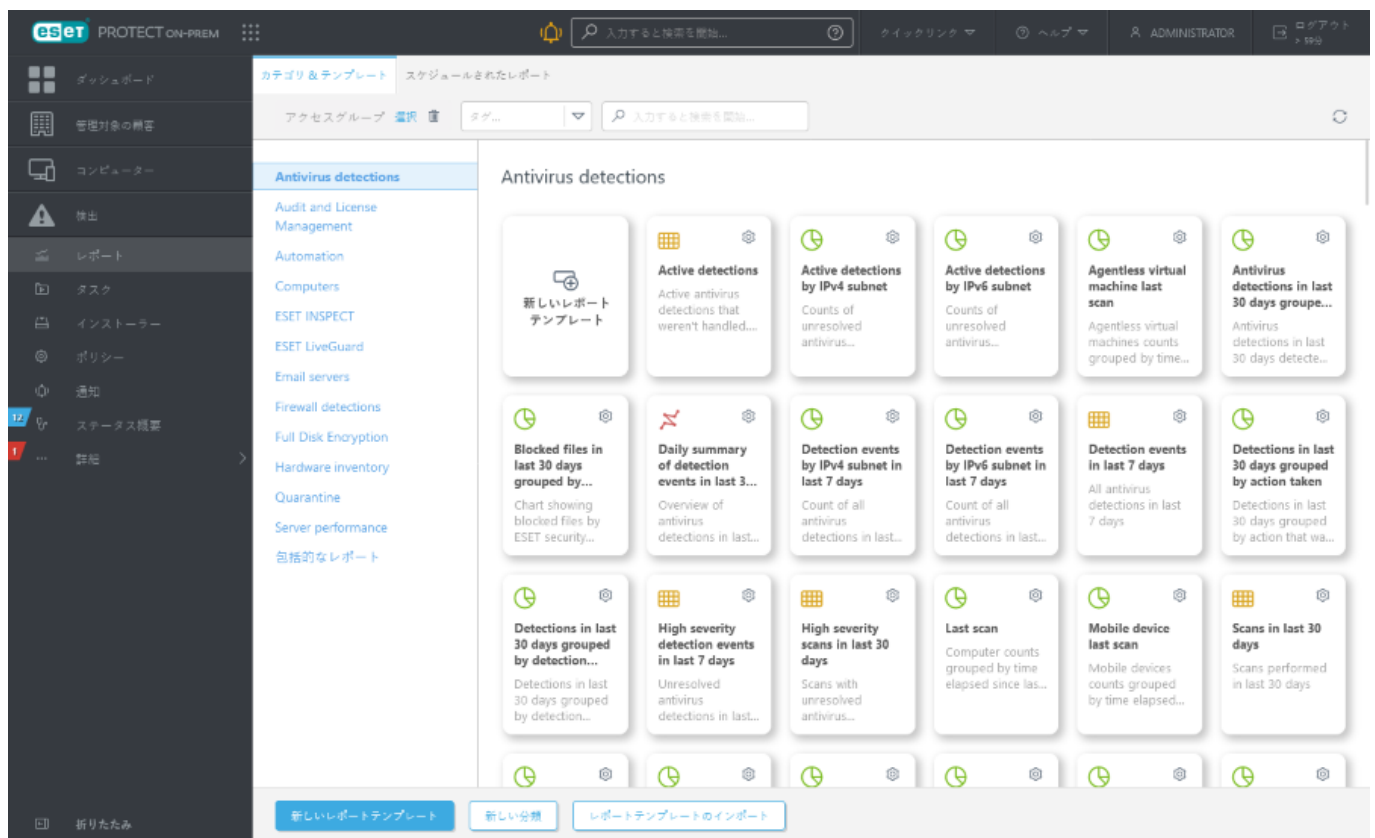 eset PROTECT ON-PREM
入力すると検索を開始...
クイックリンク
ヘルプ
ADMINISTRATOR
ログアウト
> 59分
ダッシュボード
管理対象の顧客
コンピューター
検出
レポート
タスク
インストーラー
ポリシー
通知
12
ステータス概要
1
詳細
折りたたみ
カテゴリ & テンプレート
スケジュールされたレポート
アクセスグループ 選択
タグ...
入力すると検索を開始...
Antivirus detections
Audit and License
Management
Automation
Computers
ESET INSPECT
ESET LiveGuard
Email servers
Firewall detections
Full Disk Encryption
Hardware inventory
Quarantine
Server performance
包括的なレポート
Antivirus detections
新しいレポート
テンプレート
Active detections
Active antivirus
detections that
weren't handled....
Active detections
by IPv4 subnet
Counts of
unresolved
antivirus...
Active detections
by IPv6 subnet
Counts of
unresolved
antivirus...
Agentless virtual
machine last
scan
Agentless virtual
machines counts
grouped by time...
Antivirus
detections in last
30 days groupe...
Antivirus
detections in last
30 days detecte...
Blocked files in
last 30 days
grouped by...
Chart showing
blocked files by
ESET security...
Daily summary
of detection
events in last 3...
Overview of
antivirus
detections in last...
Detection events
by IPv4 subnet in
last 7 days
Count of all
antivirus
detections in last...
Detection events
by IPv6 subnet in
last 7 days
Count of all
antivirus
detections in last...
Detection events
in last 7 days
All antivirus
detections in last
7 days
Detections in last
30 days grouped
by action taken
Detections in last
30 days grouped
by action that wa...
Detections in last
30 days grouped
by detection...
Detections in last
30 days grouped
by detection...
High severity
detection events
in last 7 days
Unresolved
antivirus
detections in last...
High severity
scans in last 30
days
Scans with
unresolved
antivirus...
Last scan
Computer counts
grouped by time
elapsed since las...
Mobile device
last scan
Mobile devices
counts grouped
by time elapsed...
Scans in last 30
days
Scans performed
in last 30 days
新しいレポートテンプレート
新しい分類
レポートテンプレートのインポート